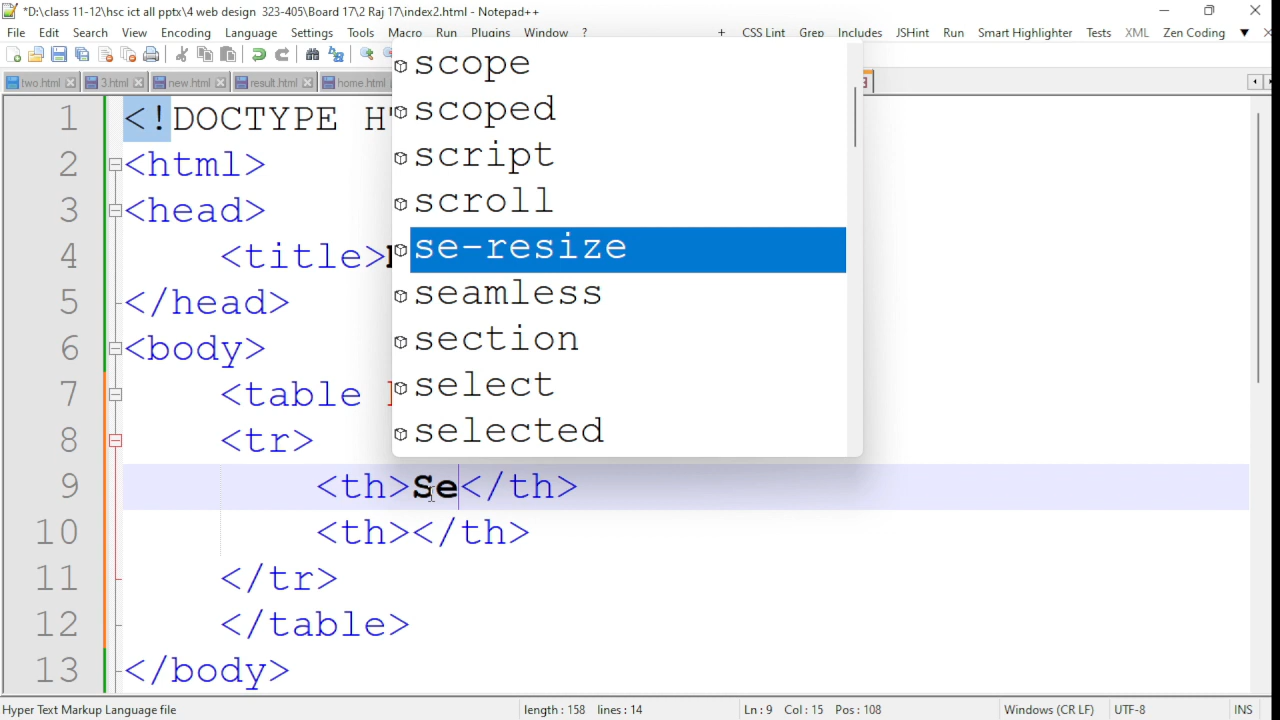 *D:\class 11-12\hsc ict all pptx\4 web design 323-405\Board 17\2 Raj 17\index2.html - Notepad++
File Edit Search View Encoding Language Settings Tools Macro Run Plugins Window ? + CSS Lint Grep Includes JSHint Run Smart Highlighter Tests XML Zen Coding
two.html 3.html new.html result.html home.html
scope
scoped
script
scroll
se-resize
seamless
section
select
selected
1 <!DOCTYPE
2 <html>
3 <head>
4 <title>
5 </head>
6 <body>
7 <table
8 <tr>
9 <th>Se</th>
10 <th></th>
11 </tr>
12 </table>
13 </body>
Hyper Text Markup Language file length : 158 lines : 14 Ln : 9 Col : 15 Pos : 108 Windows (CR LF) UTF-8 INS